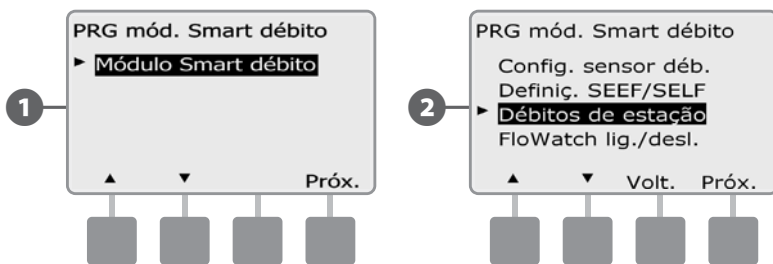 PRG mód. Smart débito
► Módulo Smart débito
1
▲ ▼ Próx.
PRG mód. Smart débito
Config. sensor déb.
Definiç. SEEF/SELF
2
► Débitos de estação
FloWatch lig./desl.
▲ ▼ Volt. Próx.